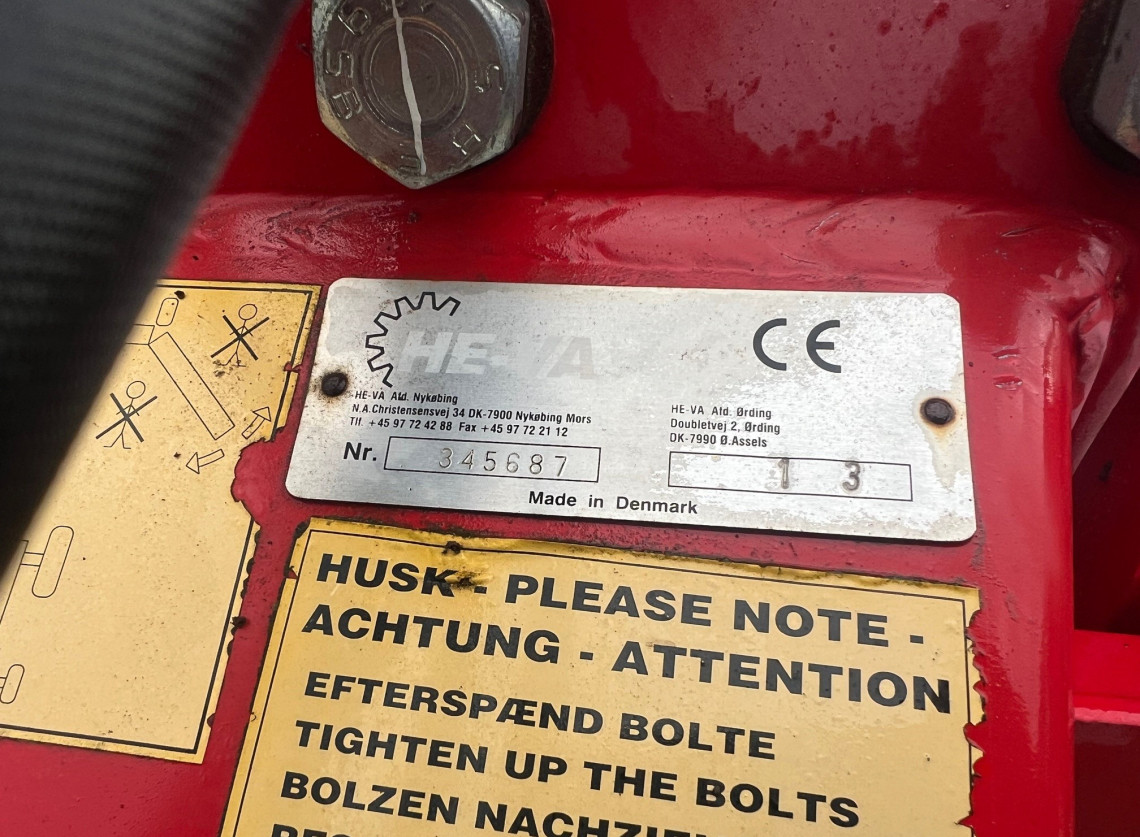 8.8
H
HE-VA
CE
HE-VA Afd. Nykøbing
N.A.Christensensvej 34 DK-7900 Nykøbing Mors
Tlf. +45 97 72 42 88 Fax +45 97 72 21 12
Nr. 345687
HE-VA Afd. Ørding
Doubletvej 2, Ørding
DK-7990 Ø.Assels
1 3
Made in Denmark
HUSK - PLEASE NOTE -
ACHTUNG - ATTENTION
EFTERSPÆND BOLTE
TIGHTEN UP THE BOLTS
BOLZEN